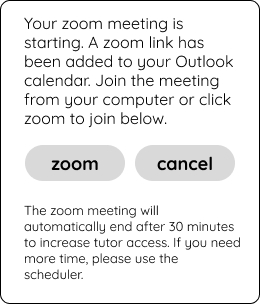 Your zoom meeting is
starting. A zoom link has
been added to your Outlook
calendar. Join the meeting
from your computer or click
zoom to join below.
zoom cancel
The zoom meeting will
automatically end after 30 minutes
to increase tutor access. If you need
more time, please use the
scheduler.